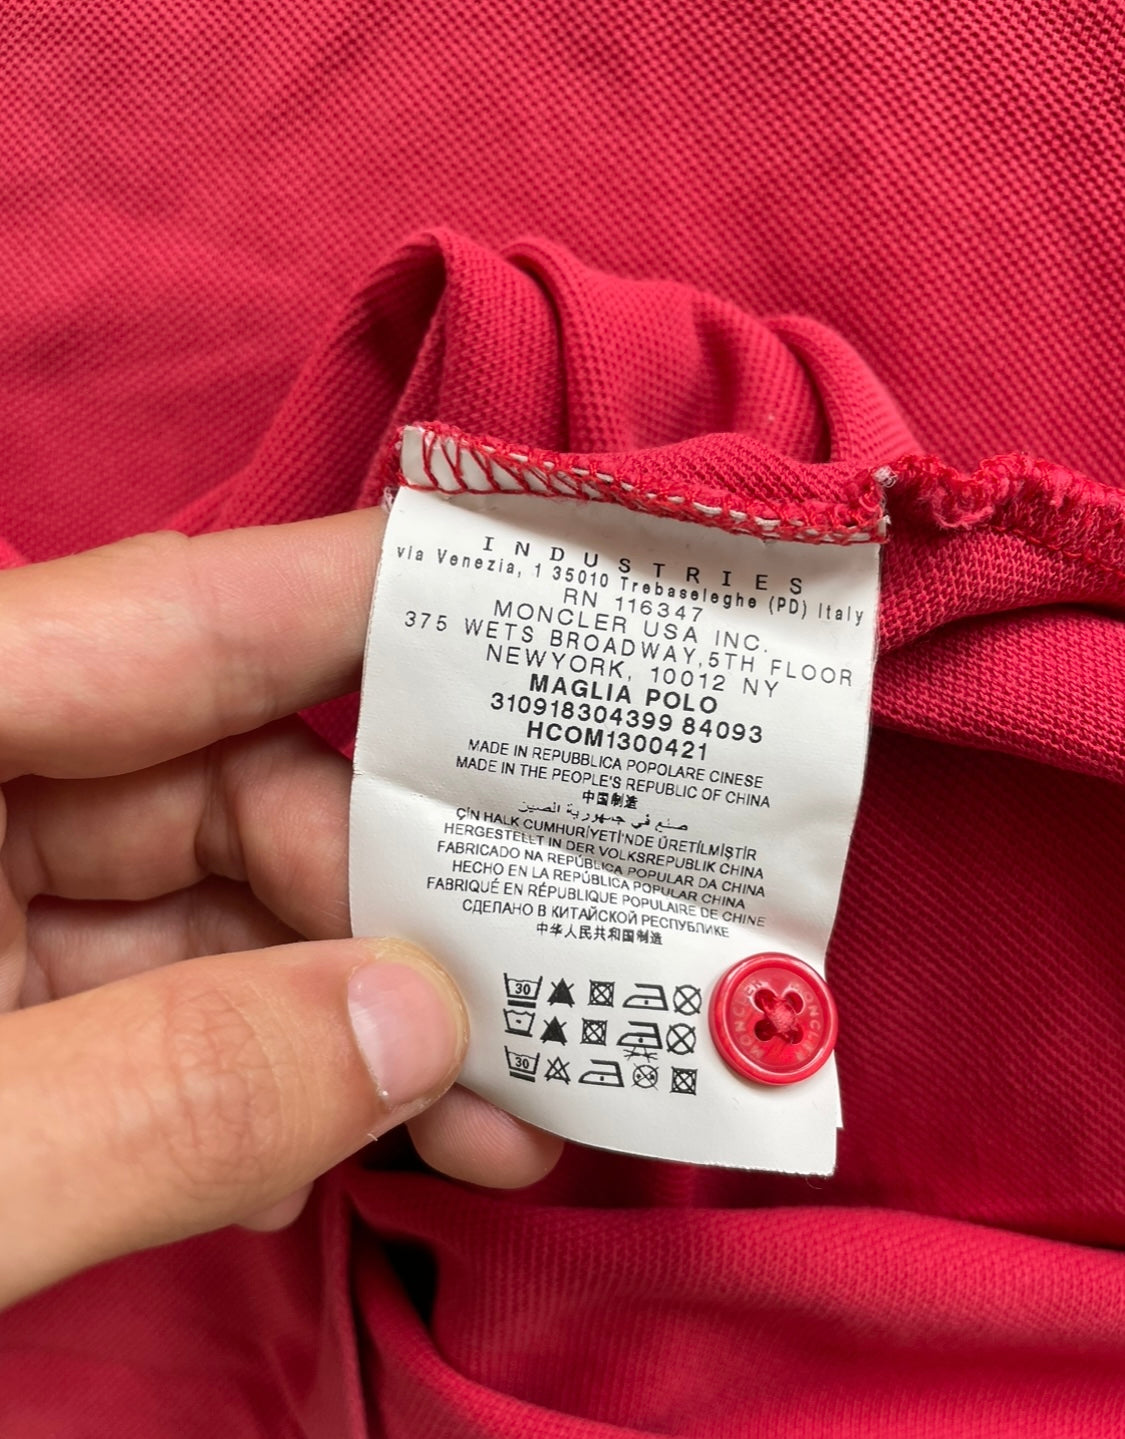 INDUSTRIES
via Venezia, 1 35010 Trebaseleghe (PD) Italy
RN 116347
MONCLER USA INC.
375 WETS BROADWAY,5TH FLOOR
NEWYORK, 10012 NY
MAGLIA POLO
310918304399 84093
HCOM1300421
MADE IN REPUBBLICA POPOLARE CINESE
MADE IN THE PEOPLE'S REPUBLIC OF CHINA
中国制造
صنع في جمهورية الصين
ÇİN HALK CUMHURİYETİ'NDE ÜRETİLMİŞTİR
HERGESTELLT IN DER VOLKSREPUBLIK CHINA
FABRICADO NA REPÚBLICA POPULAR DA CHINA
HECHO EN LA REPÚBLICA POPULAR CHINA
FABRIQUÉ EN RÉPUBLIQUE POPULAIRE DE CHINE
СДЕЛАНО В КИТАЙСКОЙ РЕСПУБЛИКЕ
中华人民共和国制造
30
30
MONCLER MONCLER